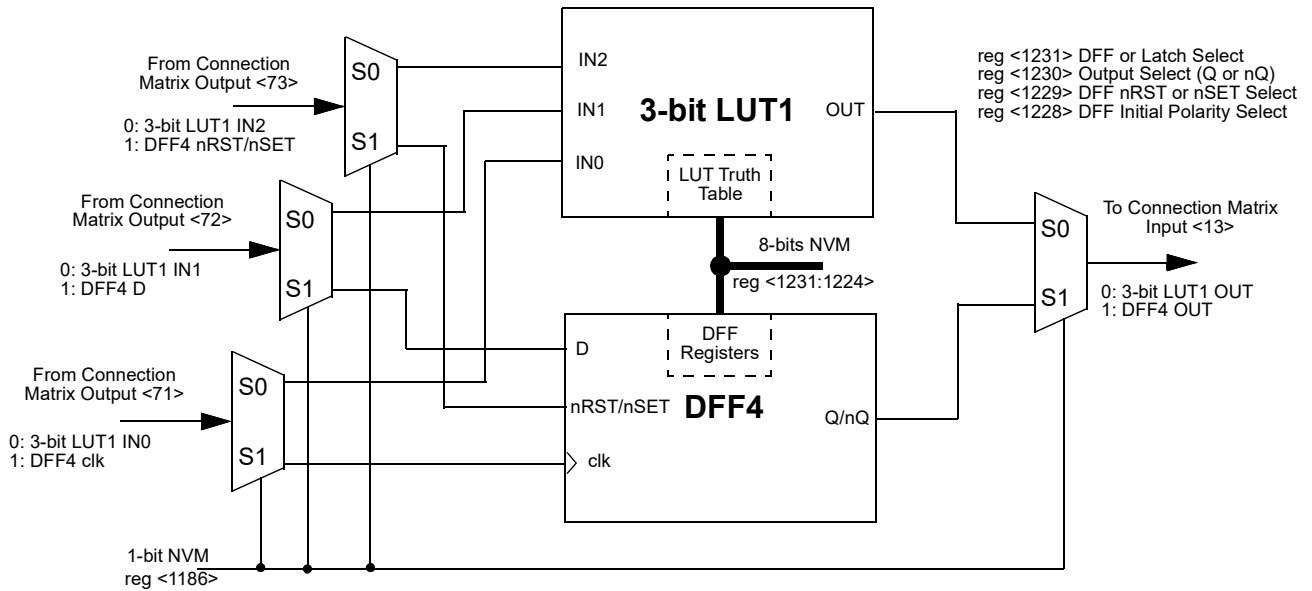 From Connection
Matrix Output <73>
0: 3-bit LUT1 IN2
1: DFF4 nRST/nSET
S0
S1
From Connection
Matrix Output <72>
0: 3-bit LUT1 IN1
1: DFF4 D
S0
S1
From Connection
Matrix Output <71>
0: 3-bit LUT1 IN0
1: DFF4 clk
S0
S1
1-bit NVM
reg <1186>
IN2
IN1
IN0
3-bit LUT1
OUT
LUT Truth
Table
8-bits NVM
reg <1231:1224>
DFF
Registers
D
nRST/nSET
DFF4
clk
Q/nQ
reg <1231> DFF or Latch Select
reg <1230> Output Select (Q or nQ)
reg <1229> DFF nRST or nSET Select
reg <1228> DFF Initial Polarity Select
S0
S1
To Connection Matrix
Input <13>
0: 3-bit LUT1 OUT
1: DFF4 OUT